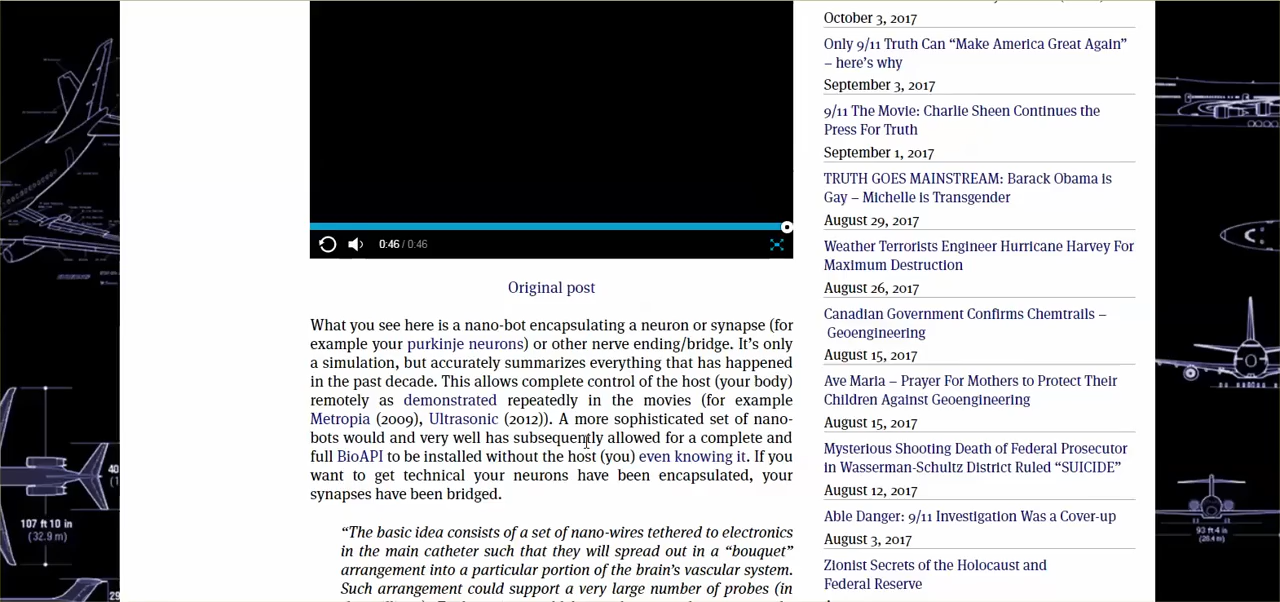 0:46 / 0:46
Original post
What you see here is a nano-bot encapsulating a neuron or synapse (for
example your purkinje neurons) or other nerve ending/bridge. It's only
a simulation, but accurately summarizes everything that has happened
in the past decade. This allows complete control of the host (your body)
remotely as demonstrated repeatedly in the movies (for example
Metropia (2009), Ultrasonic (2012)). A more sophisticated set of nano-
bots would and very well has subsequently allowed for a complete and
full BioAPI to be installed without the host (you) even knowing it. If you
want to get technical your neurons have been encapsulated, your
synapses have been bridged.
“The basic idea consists of a set of nano-wires tethered to electronics
in the main catheter such that they will spread out in a “bouquet”
arrangement into a particular portion of the brain's vascular system.
Such arrangement could support a very large number of probes (in
October 3, 2017
Only 9/11 Truth Can “Make America Great Again”
– here's why
September 3, 2017
9/11 The Movie: Charlie Sheen Continues the
Press For Truth
September 1, 2017
TRUTH GOES MAINSTREAM: Barack Obama is
Gay – Michelle is Transgender
August 29, 2017
Weather Terrorists Engineer Hurricane Harvey For
Maximum Destruction
August 26, 2017
Canadian Government Confirms Chemtrails –
Geoengineering
August 15, 2017
Ave Maria – Prayer For Mothers to Protect Their
Children Against Geoengineering
August 15, 2017
Mysterious Shooting Death of Federal Prosecutor
in Wasserman-Schultz District Ruled “SUICIDE”
August 12, 2017
Able Danger: 9/11 Investigation Was a Cover-up
August 3, 2017
Zionist Secrets of the Holocaust and
Federal Reserve
107 ft 10 in
(32.9 m)
40
(1
29
93 ft 4 in
(28.4 m)